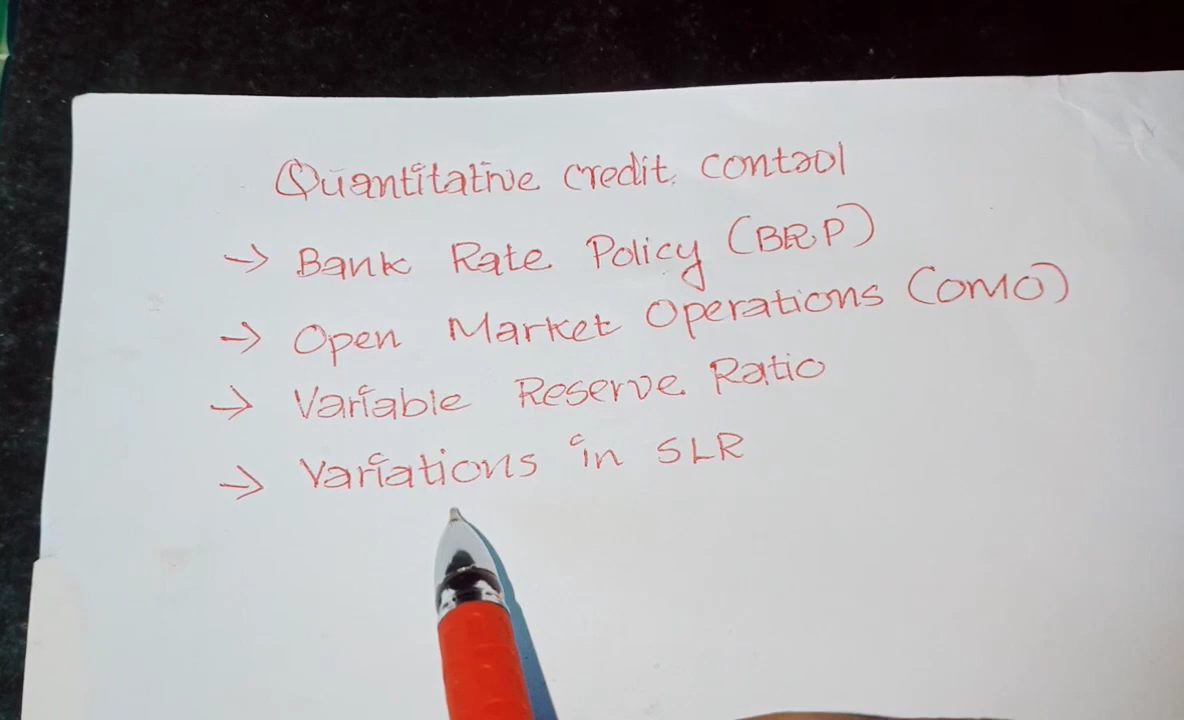 Quantitative credit control
→ Bank Rate Policy (BRP)
→ Open Market Operations (OMO)
→ Variable Reserve Ratio
→ Variations in SLR